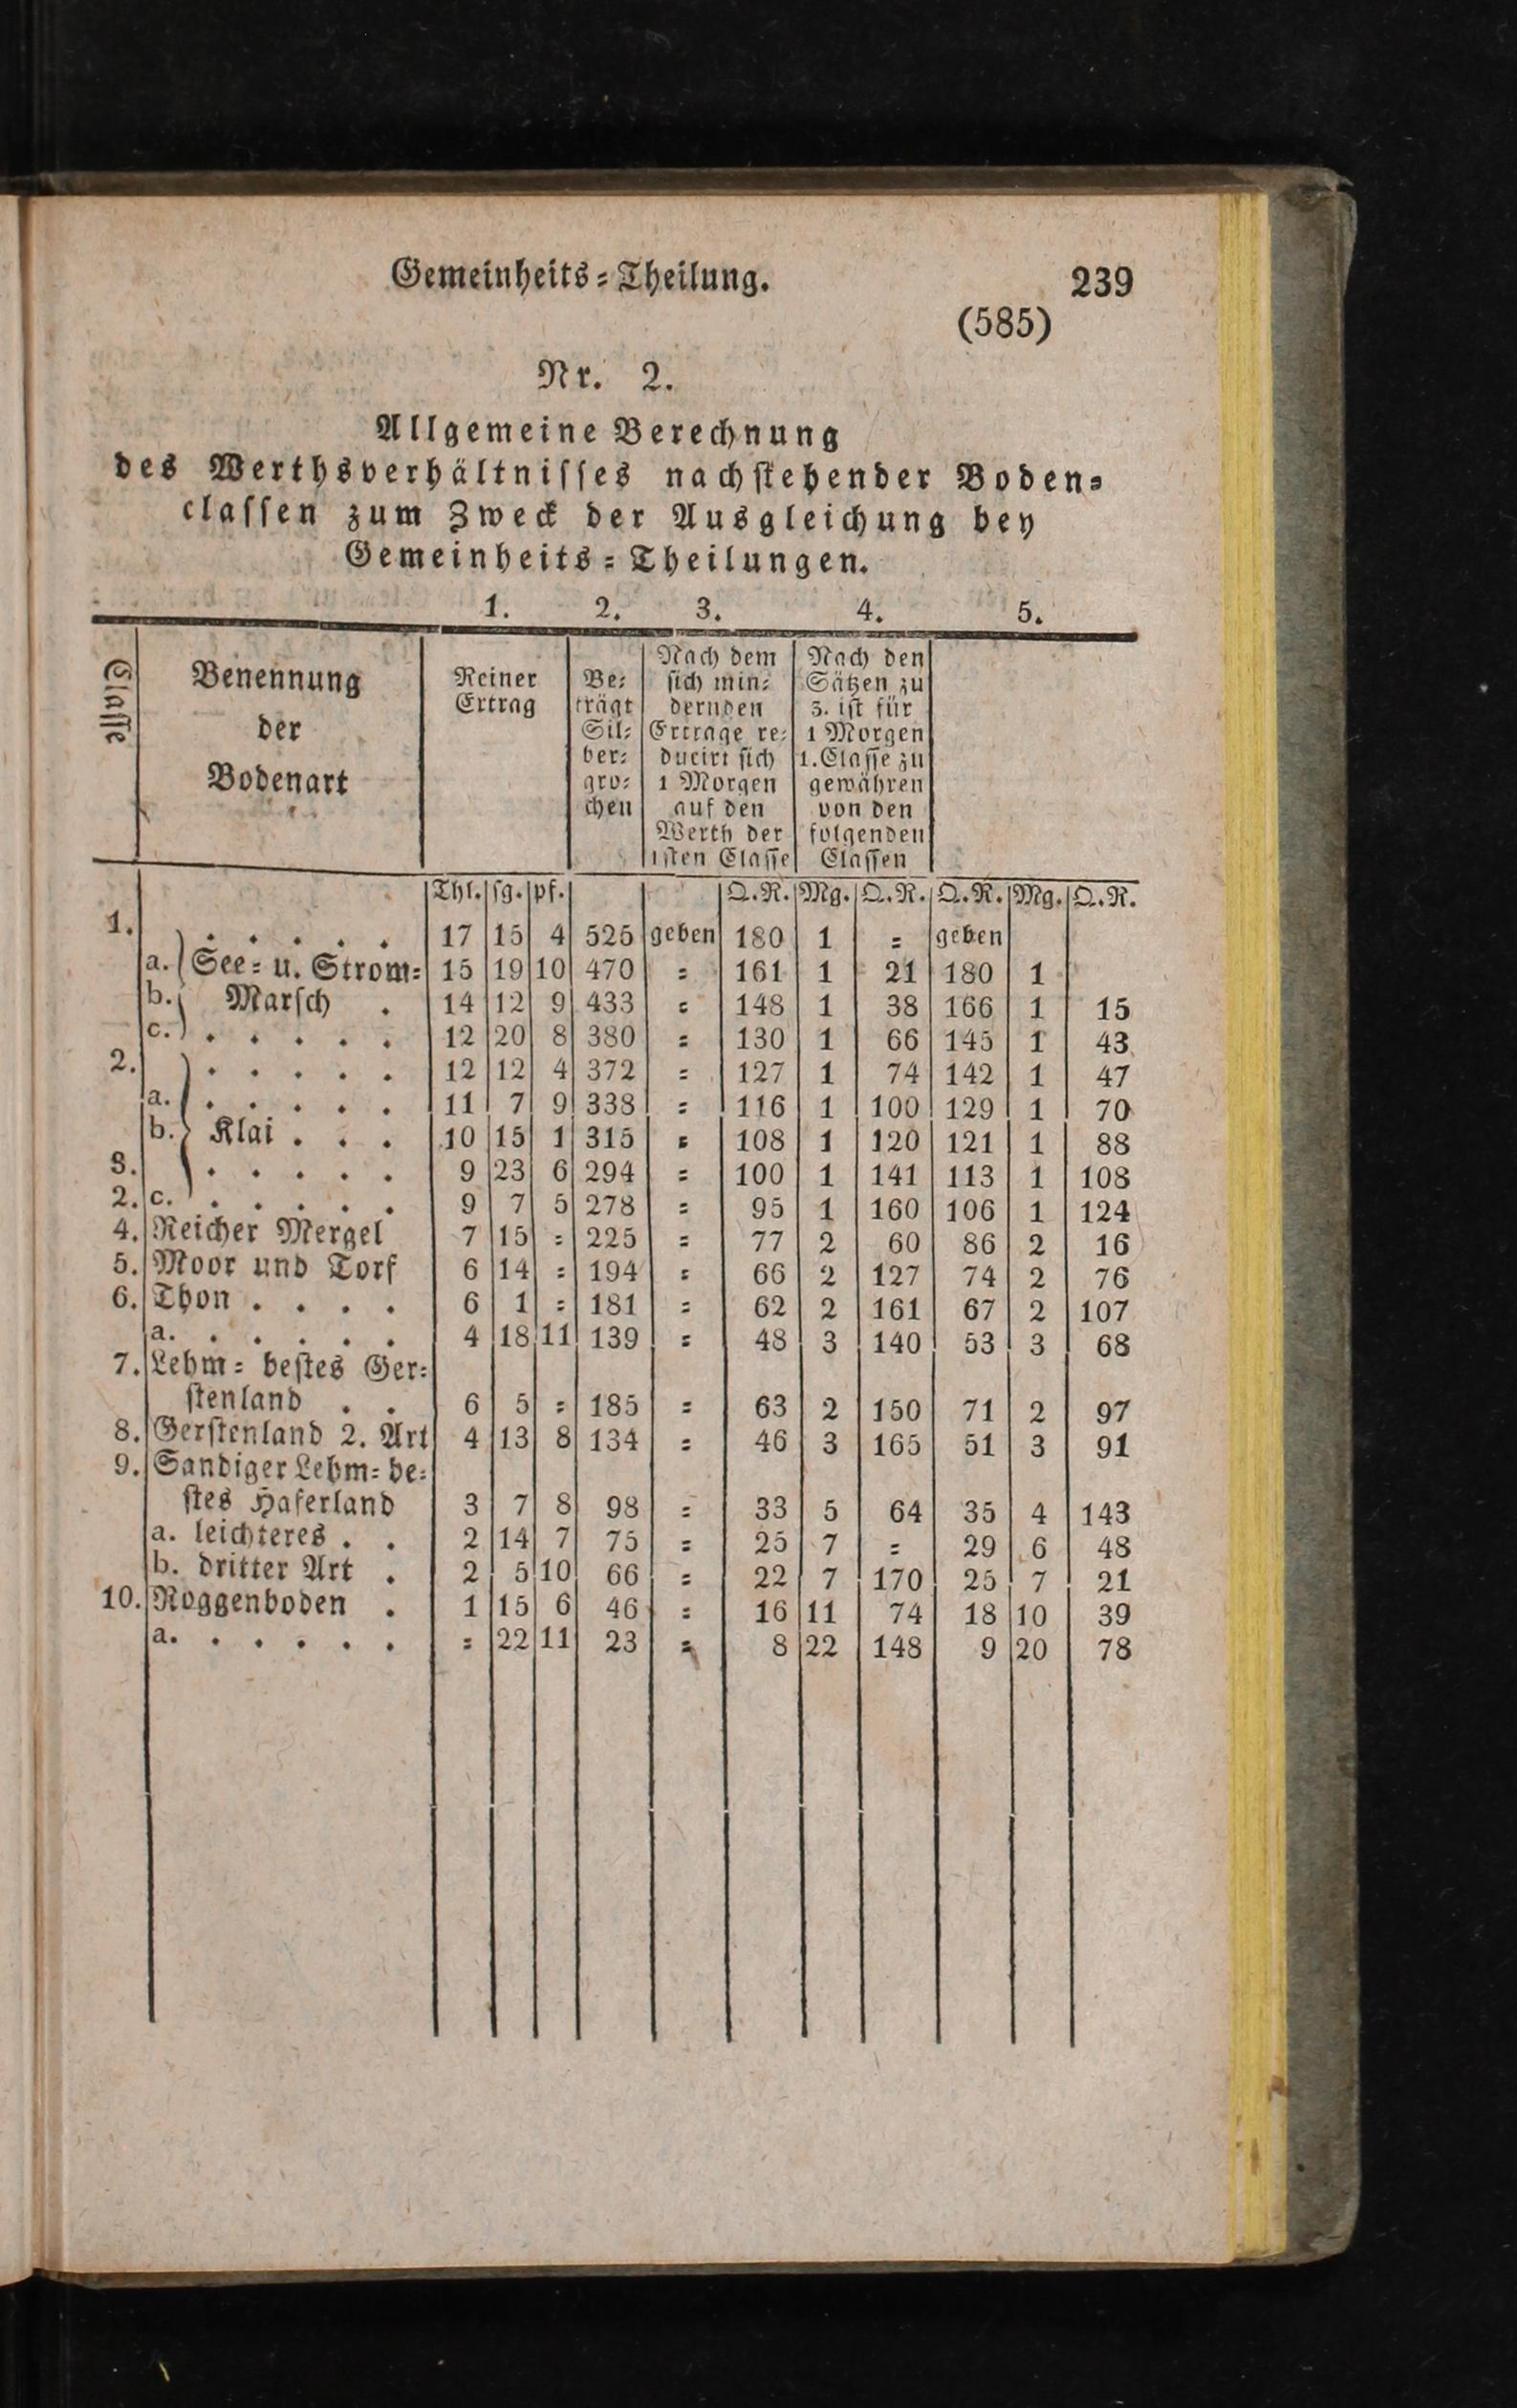 Gemeinheits=Theilung. 239
(585)
Nr. 2.
Allgemeine Berechnung
des Werthsverhältnisses nachstehender Boden=
classen zum Zweck der Ausgleichung bey
Gemeinheits=Theilungen.
1. 2. 3. 4. 5.
Classe
Benennung
der
Bodenart
Reiner
Ertrag
Be=
trägt
Sil=
ber=
gro=
chen
Nach dem
sich min=
dernden
Ertrage re=
ducirt sich
1 Morgen
auf den
Werth der
1sten Classe
Nach den
Sätzen zu
3. ist für
1 Morgen
1. Classe zu
gewähren
von den
folgenden
Classen
Thl. sg. pf. Q.R. Mg. Q.R. Q.R. Mg. Q.R.
1. . . . . . 17 15 4 525 geben 180 1 = geben
a. See= u. Strom= 15 19 10 470 = 161 1 21 180 1
b. Marsch . 14 12 9 433 = 148 1 38 166 1 15
c. . . . . . 12 20 8 380 = 130 1 66 145 1 43
2. . . . . . 12 12 4 372 = 127 1 74 142 1 47
a. . . . . . 11 7 9 338 = 116 1 100 129 1 70
b. Klai . . . 10 15 1 315 = 108 1 120 121 1 88
3. . . . . . 9 23 6 294 = 100 1 141 113 1 108
2. c. . . . . . 9 7 5 278 = 95 1 160 106 1 124
4. Reicher Mergel 7 15 = 225 = 77 2 60 86 2 16
5. Moor und Torf 6 14 = 194 = 66 2 127 74 2 76
6. Thon . . . . 6 1 = 181 = 62 2 161 67 2 107
a. . . . . . 4 18 11 139 = 48 3 140 53 3 68
7. Lehm= bestes Ger=
stenland . . 6 5 = 185 = 63 2 150 71 2 97
8. Gerstenland 2. Art 4 13 8 134 = 46 3 165 51 3 91
9. Sandiger Lehm= be=
stes Haferland 3 7 8 98 = 33 5 64 35 4 143
a. leichteres . . 2 14 7 75 = 25 7 = 29 6 48
b. dritter Art . 2 5 10 66 = 22 7 170 25 7 21
10. Roggenboden . 1 15 6 46 = 16 11 74 18 10 39
a. . . . . . = 22 11 23 = 8 22 148 9 20 78